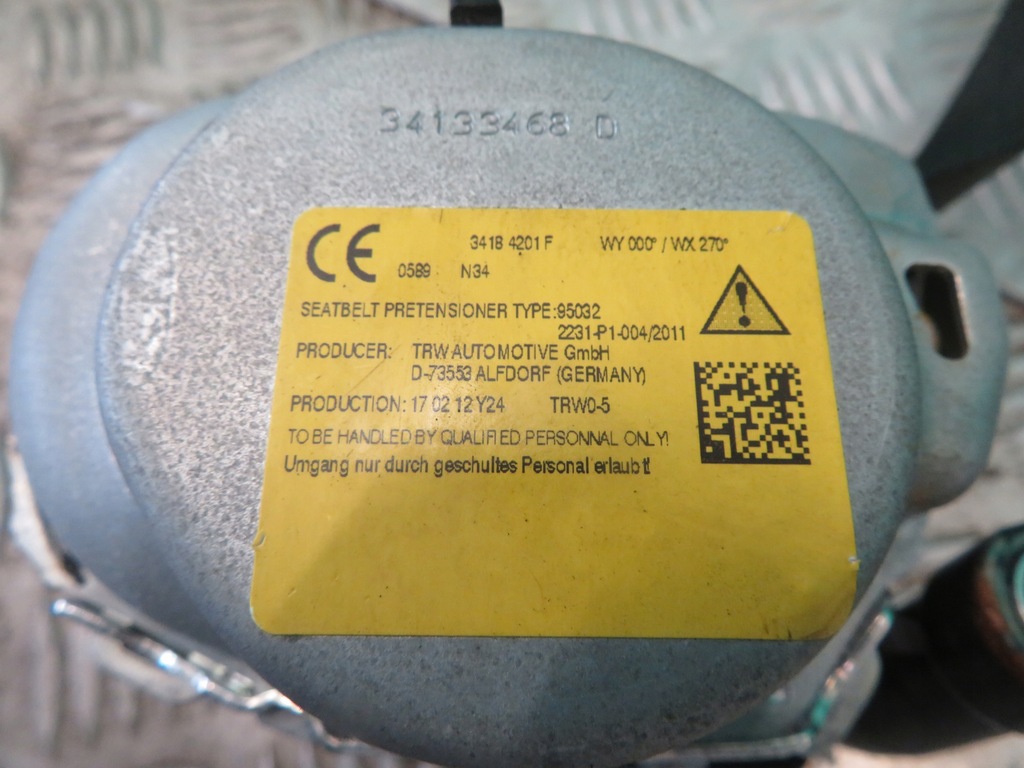 34133468 D
CE 3418 4201 F WY 000° / WX 270°
0589 N34
SEATBELT PRETENSIONER TYPE:95032
2231-P1-004/2011
PRODUCER: TRW AUTOMOTIVE GmbH
D-73553 ALFDORF (GERMANY)
PRODUCTION: 17 02 12 Y24 TRW0-5
TO BE HANDLED BY QUALIFIED PERSONNAL ONLY!
Umgang nur durch geschultes Personal erlaubt!